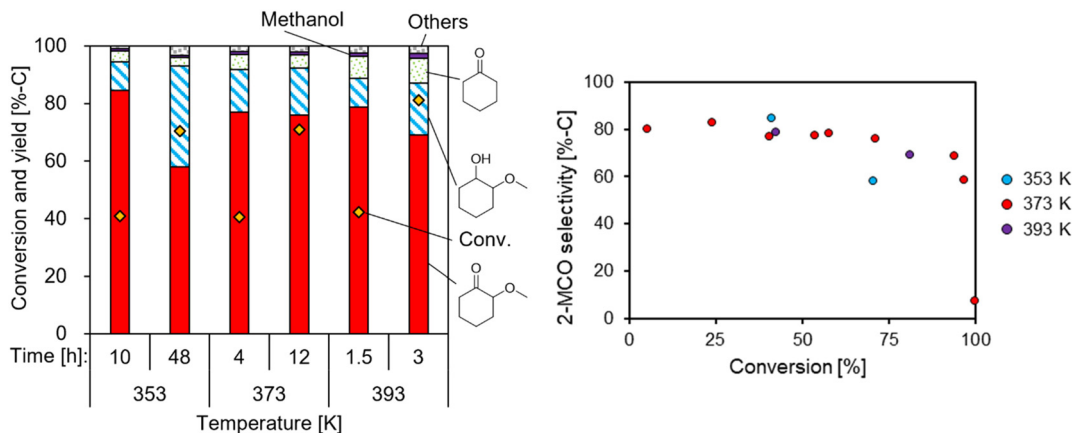 Methanol
Others
Conversion and yield [%-C]
100
80
60
40
20
0
O
OH
O
Conv.
O
O
Time [h]:
10
48
4
12
1.5
3
353
373
393
Temperature [K]
2-MCO selectivity [%-C]
100
80
60
40
20
0
0
25
50
75
100
Conversion [%]
353 K
373 K
393 K